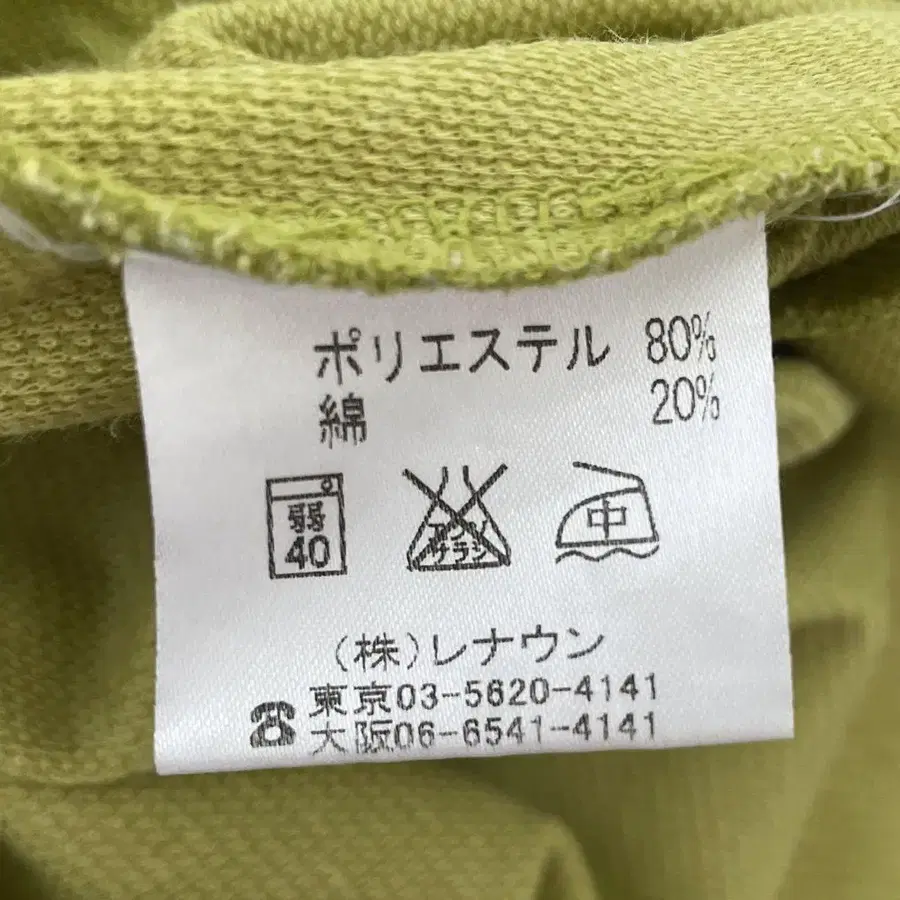 ポリエステル 80%
綿 20%
弱
40
エンソ
サラシ
中
(株)レナウン
☎ 東京03-5620-4141
大阪06-6541-4141